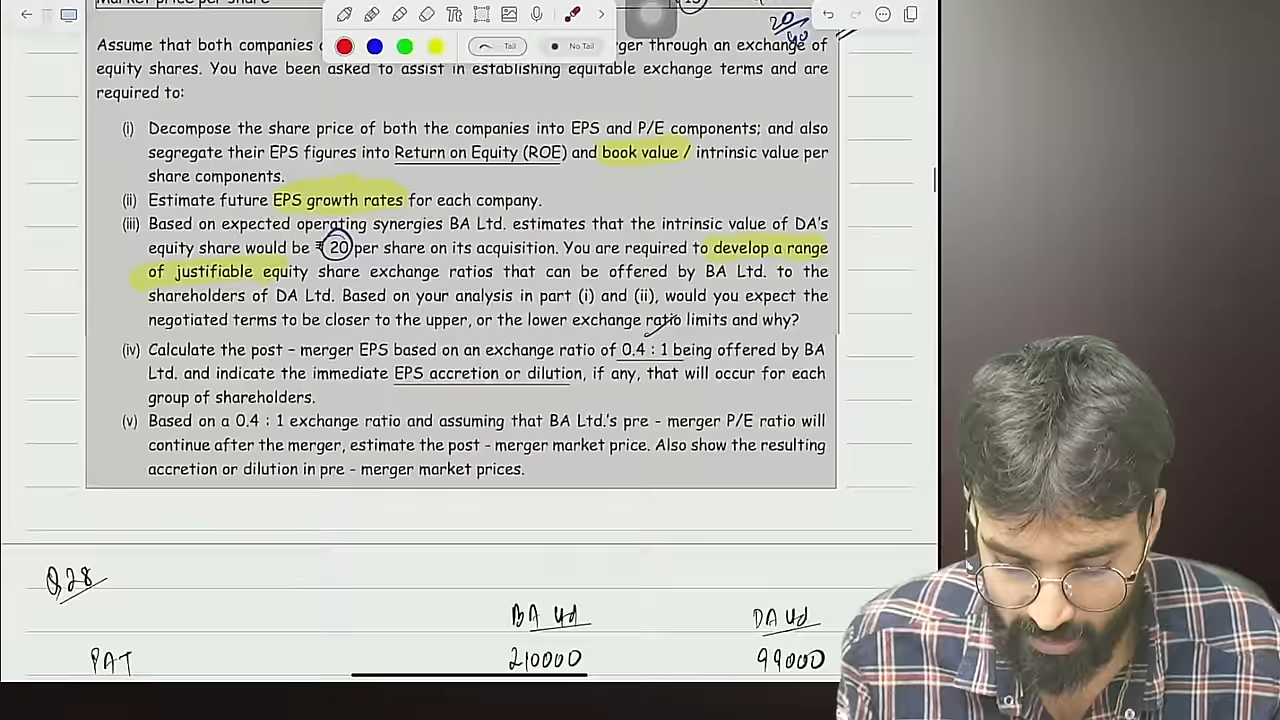 Market price per share
20
40
Assume that both companies ger through an exchange of
equity shares. You have been asked to assist in establishing equitable exchange terms and are
required to:
(i) Decompose the share price of both the companies into EPS and P/E components; and also
segregate their EPS figures into Return on Equity (ROE) and book value / intrinsic value per
share components.
(ii) Estimate future EPS growth rates for each company.
(iii) Based on expected operating synergies BA Ltd. estimates that the intrinsic value of DA's
equity share would be ₹ 20 per share on its acquisition. You are required to develop a range
of justifiable equity share exchange ratios that can be offered by BA Ltd. to the
shareholders of DA Ltd. Based on your analysis in part (i) and (ii), would you expect the
negotiated terms to be closer to the upper, or the lower exchange ratio limits and why?
(iv) Calculate the post - merger EPS based on an exchange ratio of 0.4 : 1 being offered by BA
Ltd. and indicate the immediate EPS accretion or dilution, if any, that will occur for each
group of shareholders.
(v) Based on a 0.4 : 1 exchange ratio and assuming that BA Ltd.'s pre - merger P/E ratio will
continue after the merger, estimate the post - merger market price. Also show the resulting
accretion or dilution in pre - merger market prices.
Tail No Tail
Q.28
BA Ltd DA Ltd
PAT 210000 99000